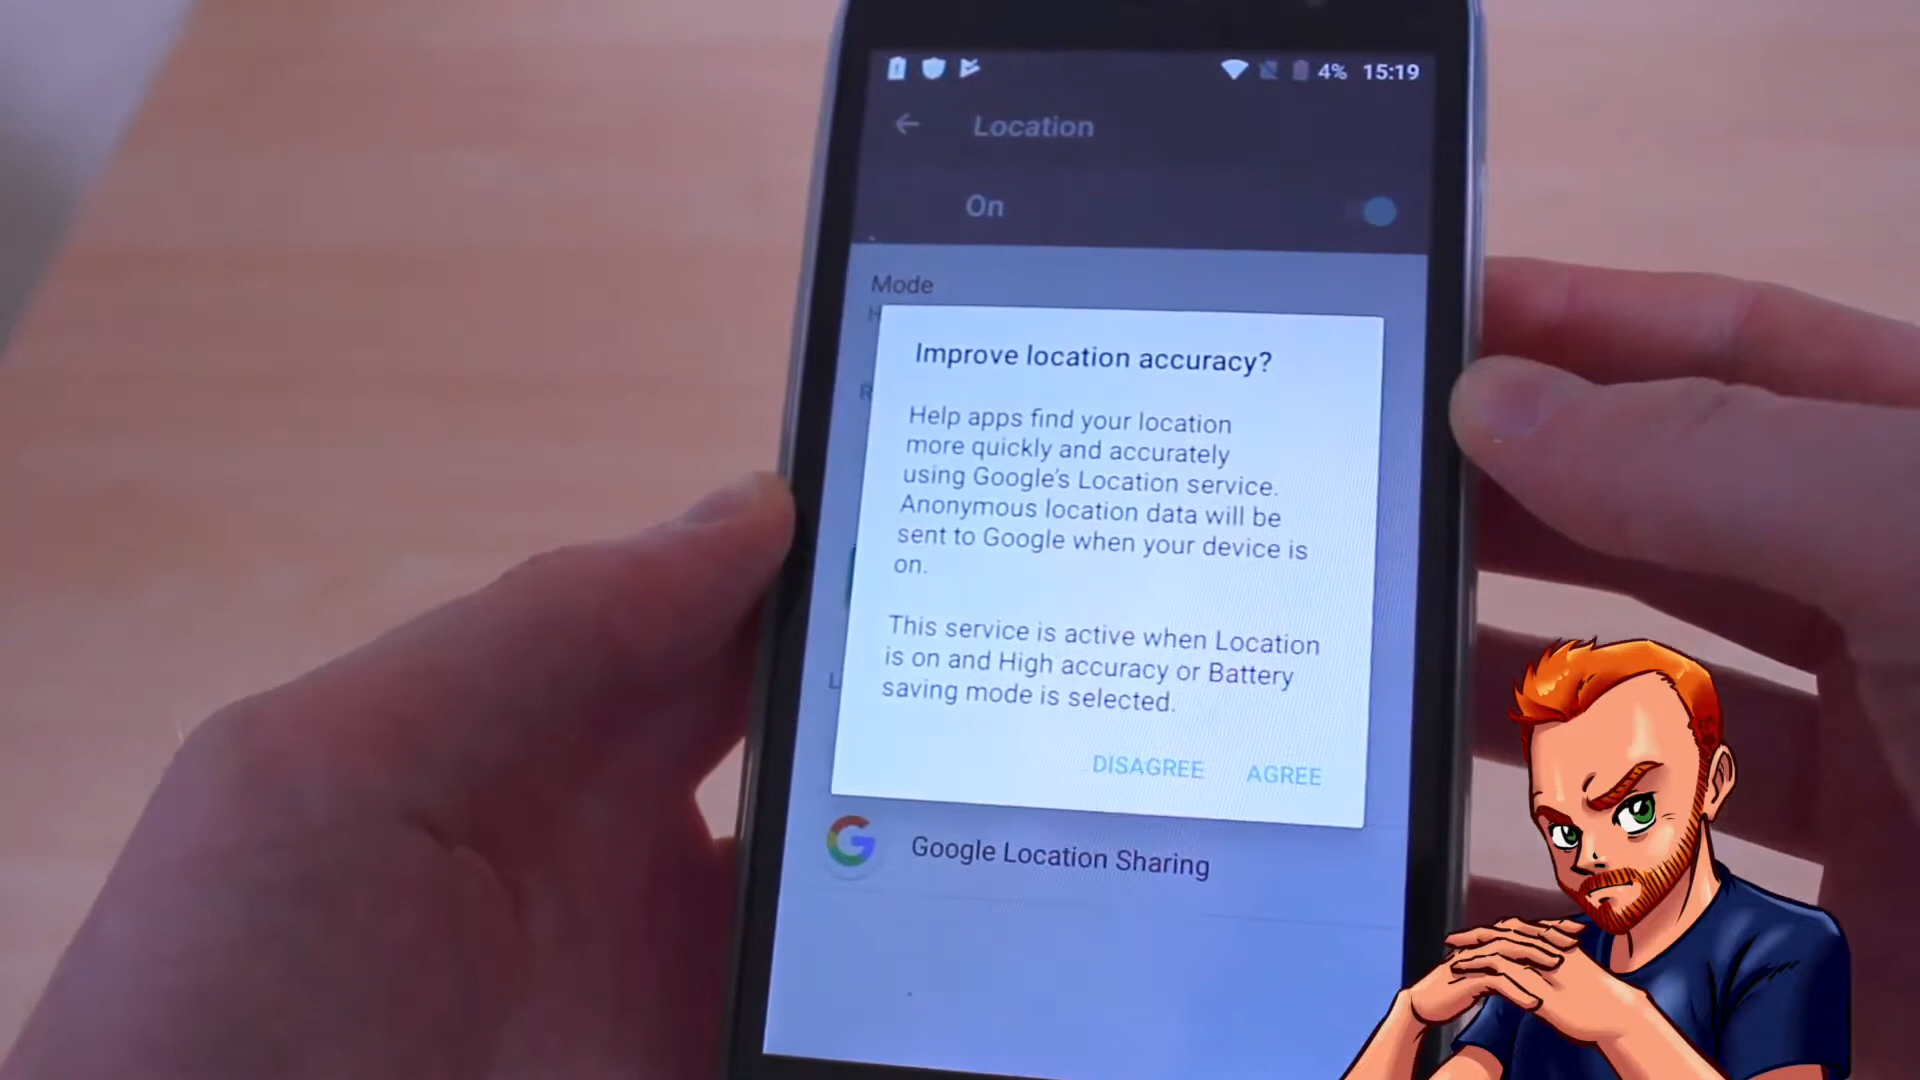 4% 15:19
Location
On
Mode
H
R
Improve location accuracy?
Help apps find your location
more quickly and accurately
using Google's Location service.
Anonymous location data will be
sent to Google when your device is
on.
This service is active when Location
is on and High accuracy or Battery
saving mode is selected.
L
DISAGREE AGREE
Google Location Sharing